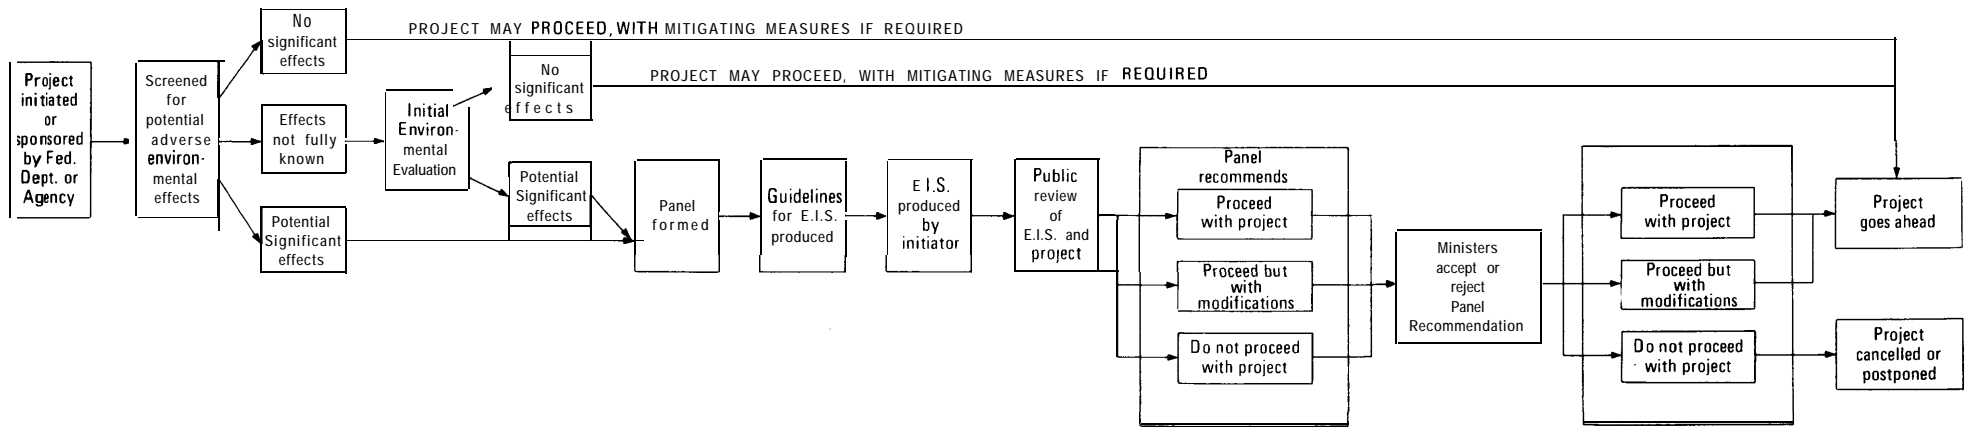 PROJECT MAY PROCEED, WITH MITIGATING MEASURES IF REQUIRED
PROJECT MAY PROCEED, WITH MITIGATING MEASURES IF REQUIRED
Project
initiated
or
sponsored
by Fed.
Dept. or
Agency
Screened
for
potential
adverse
environ-
mental
effects
No
significant
effects
Effects
not fully
known
Potential
Significant
effects
Initial
Environ-
mental
Evaluation
No
significant
effects
Potential
Significant
effects
Panel
formed
Guidelines
for E.I.S.
produced
E I.S.
produced
by
initiator
Public
review
of
E.I.S. and
project
Panel
recommends
Proceed
with project
Proceed but
with
modifications
Do not proceed
with project
Ministers
accept or
reject
Panel
Recommendation
Proceed
with project
Proceed but
with
modifications
Do not proceed
with project
Project
goes ahead
Project
cancelled or
postponed